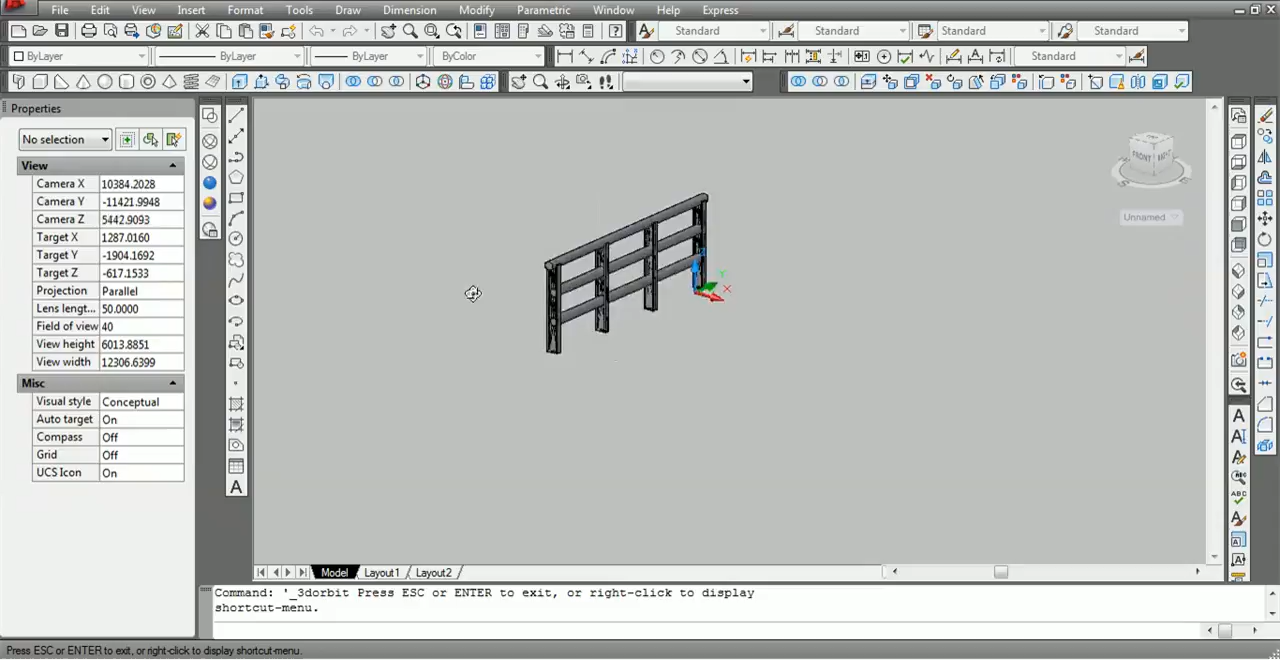 File Edit View Insert Format Tools Draw Dimension Modify Parametric Window Help Express
Standard Standard Standard Standard
ByLayer ByLayer ByLayer ByColor Standard
Properties
No selection
View
Camera X 10384.2028
Camera Y -11421.9948
Camera Z 5442.9093
Target X 1287.0160
Target Y -1904.1692
Target Z -617.1533
Projection Parallel
Lens lengt... 50.0000
Field of view 40
View height 6013.8851
View width 12306.6399
Misc
Visual style Conceptual
Auto target On
Compass Off
Grid Off
UCS Icon On
FRONT
Unnamed
Z
Y
X
A
A
A
ABC
Model Layout1 Layout2
Command: '_3dorbit Press ESC or ENTER to exit, or right-click to display
shortcut-menu.
Press ESC or ENTER to exit, or right-click to display shortcut-menu.